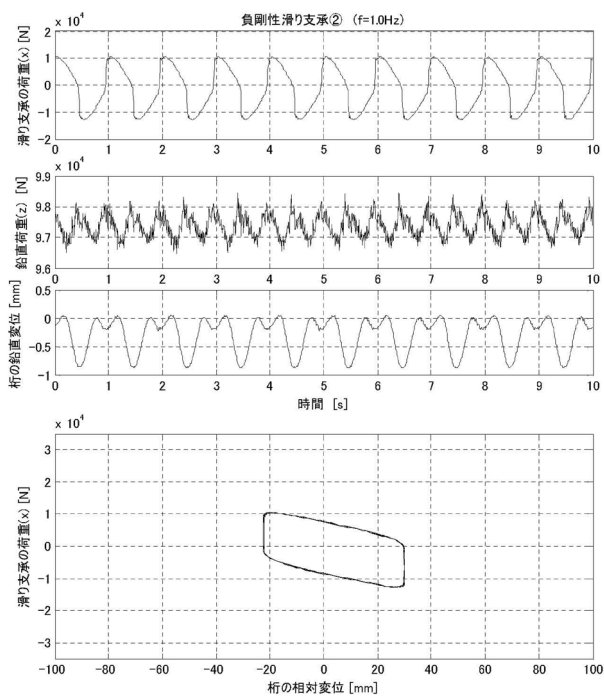 負剛性滑り支承② (f=1.0Hz)
x 10⁴
滑り支承の荷重(x) [N]
2
1
0
-1
-2
0 1 2 3 4 5 6 7 8 9 10
x 10⁴
鉛直荷重(z) [N]
9.9
9.8
9.7
9.6
0 1 2 3 4 5 6 7 8 9 10
桁の鉛直変位 [mm]
0.5
0
-0.5
-1
0 1 2 3 4 5 6 7 8 9 10
時間 [s]
x 10⁴
滑り支承の荷重(x) [N]
3
2
1
0
-1
-2
-3
-100 -80 -60 -40 -20 0 20 40 60 80 100
桁の相対変位 [mm]